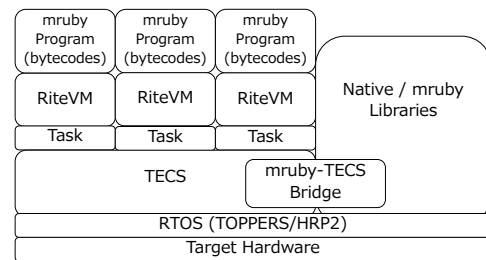 mruby mruby mruby
Program Program Program
(bytecodes) (bytecodes) (bytecodes)
Native / mruby
Libraries
RiteVM RiteVM RiteVM
Task Task Task
TECS
mruby-TECS
Bridge
RTOS (TOPPERS/HRP2)
Target Hardware